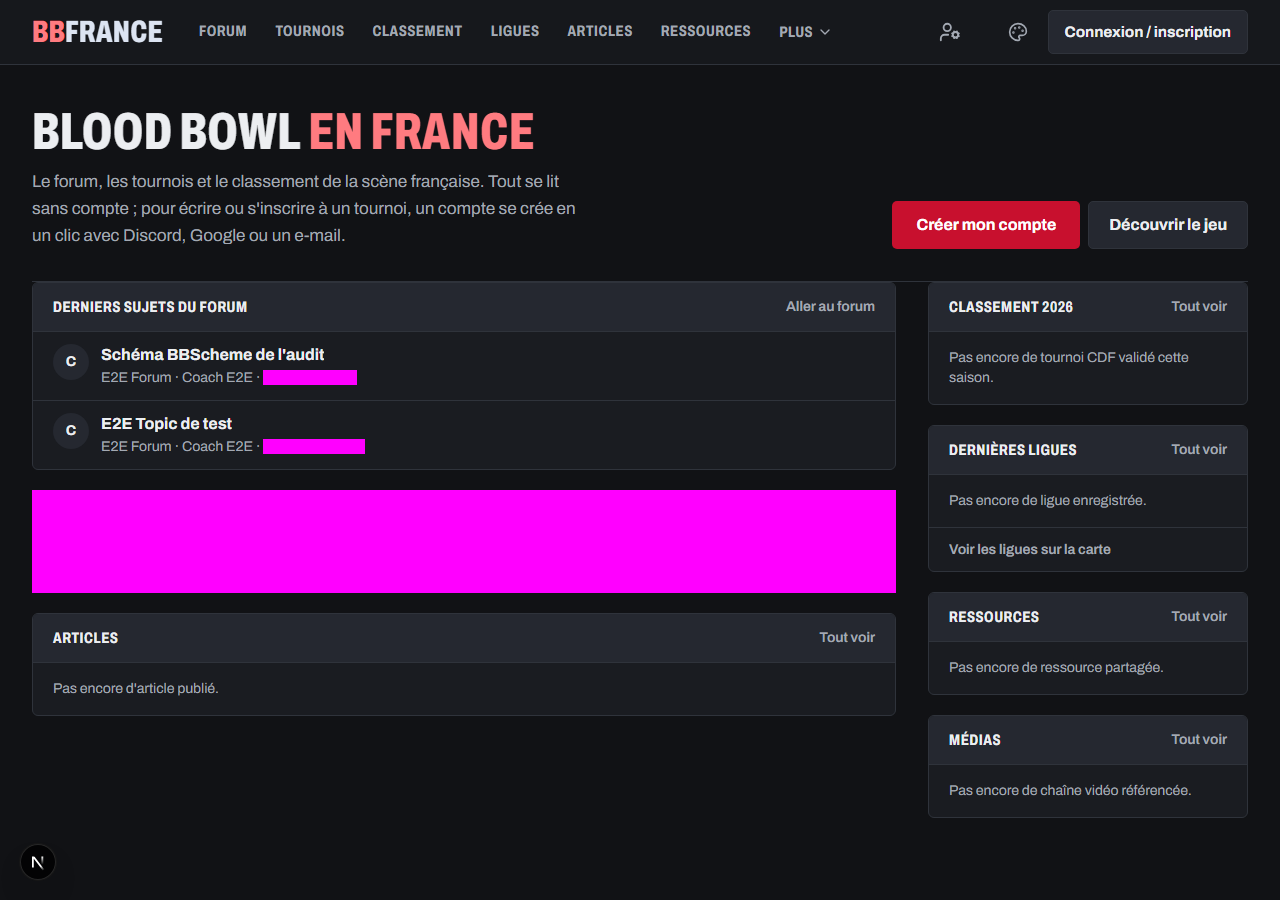 BBFRANCE
FORUM TOURNOIS CLASSEMENT LIGUES ARTICLES RESSOURCES PLUS
Connexion / inscription
BLOOD BOWL EN FRANCE
Le forum, les tournois et le classement de la scène française. Tout se lit
sans compte ; pour écrire ou s'inscrire à un tournoi, un compte se crée en
un clic avec Discord, Google ou un e-mail.
Créer mon compte Découvrir le jeu
DERNIERS SUJETS DU FORUM Aller au forum
C
Schéma BBScheme de l'audit
E2E Forum · Coach E2E ·
C
E2E Topic de test
E2E Forum · Coach E2E ·
ARTICLES Tout voir
Pas encore d'article publié.
CLASSEMENT 2026 Tout voir
Pas encore de tournoi CDF validé cette
saison.
DERNIÈRES LIGUES Tout voir
Pas encore de ligue enregistrée.
Voir les ligues sur la carte
RESSOURCES Tout voir
Pas encore de ressource partagée.
MÉDIAS Tout voir
Pas encore de chaîne vidéo référencée.
N